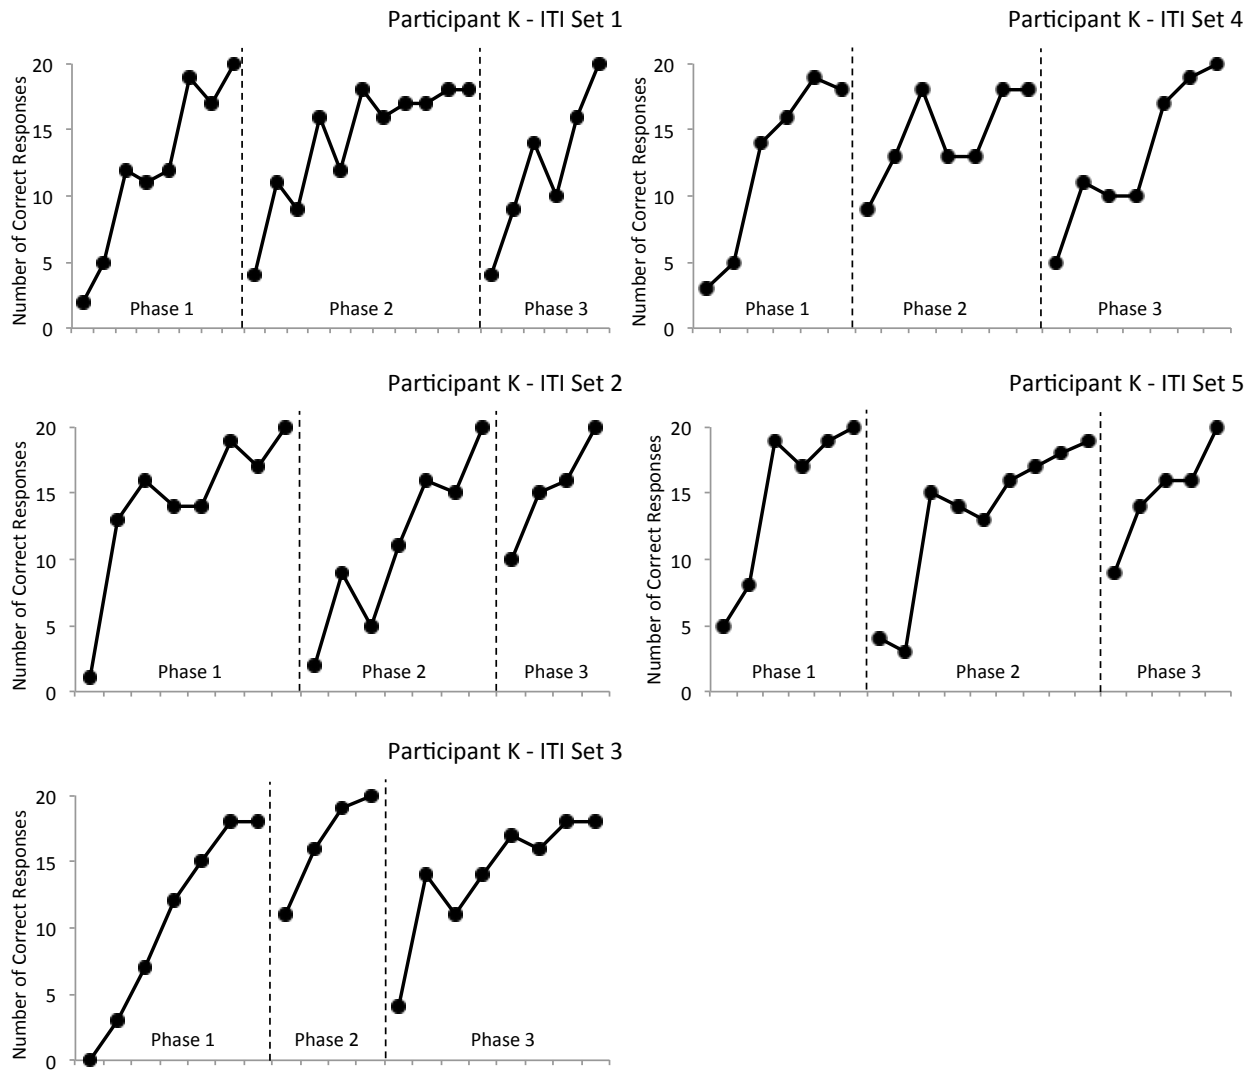 Participant K - ITI Set 1
Number of Correct Responses
20
15
10
5
0
Phase 1
Phase 2
Phase 3
Participant K - ITI Set 4
Number of Correct Responses
20
15
10
5
0
Phase 1
Phase 2
Phase 3
Participant K - ITI Set 2
Number of Correct Responses
20
15
10
5
0
Phase 1
Phase 2
Phase 3
Participant K - ITI Set 5
Number of Correct Responses
20
15
10
5
0
Phase 1
Phase 2
Phase 3
Participant K - ITI Set 3
Number of Correct Responses
20
15
10
5
0
Phase 1
Phase 2
Phase 3